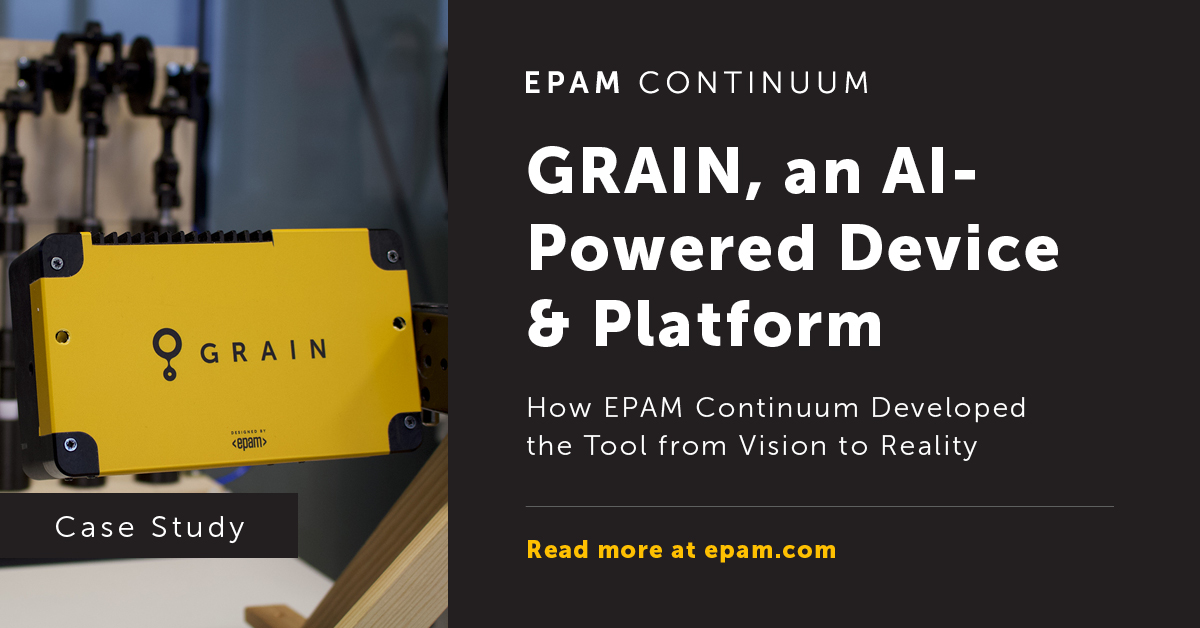 GRAIN
DESIGNED BY
<epam>
Case Study
EPAM CONTINUUM
GRAIN, an AI-
Powered Device
& Platform
How EPAM Continuum Developed
the Tool from Vision to Reality
Read more at epam.com